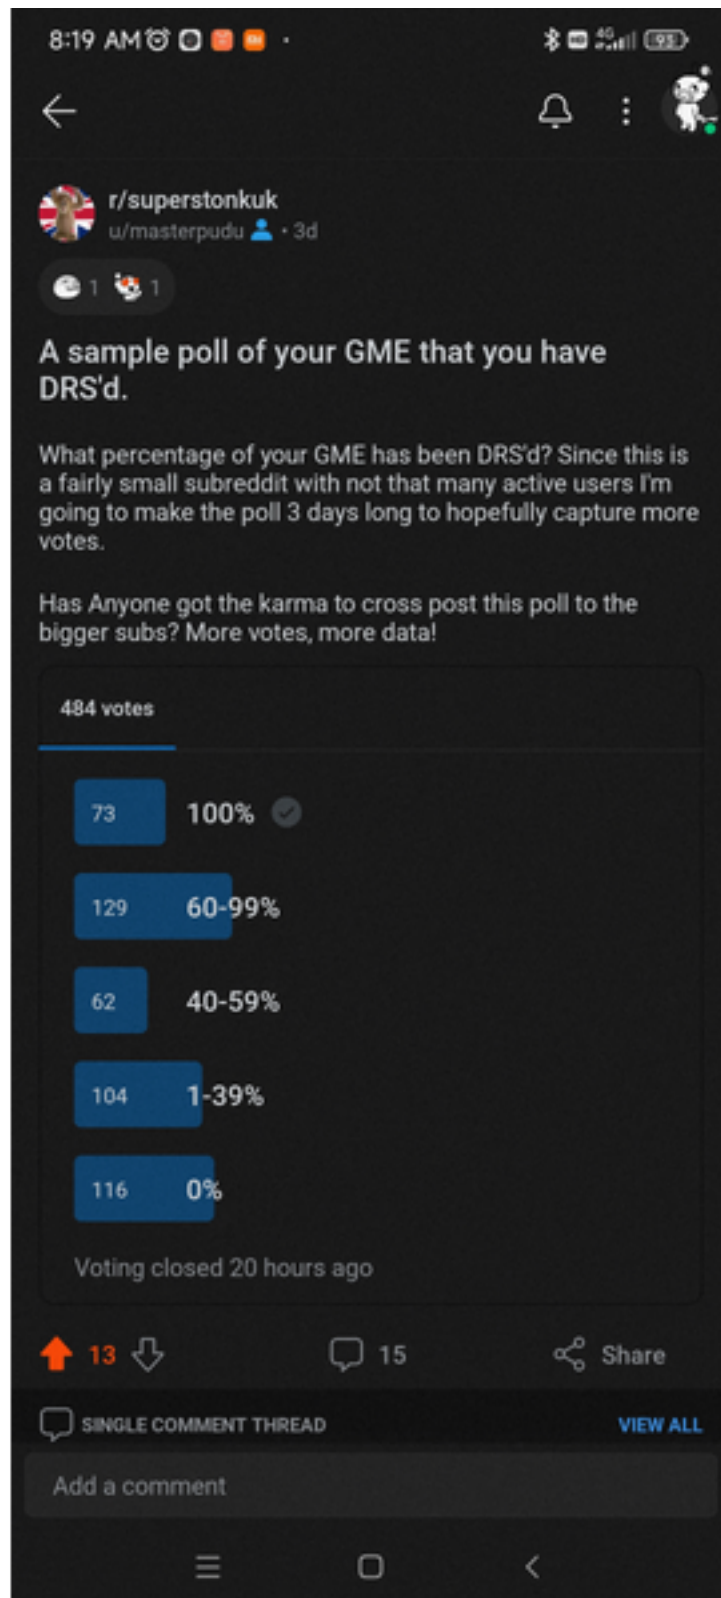 8:19 AM
4G
93
r/superstonkuk
u/masterpudu • 3d
1 1
A sample poll of your GME that you have
DRS'd.
What percentage of your GME has been DRS'd? Since this is
a fairly small subreddit with not that many active users I'm
going to make the poll 3 days long to hopefully capture more
votes.
Has Anyone got the karma to cross post this poll to the
bigger subs? More votes, more data!
484 votes
73 100%
129 60-99%
62 40-59%
104 1-39%
116 0%
Voting closed 20 hours ago
13 15 Share
SINGLE COMMENT THREAD VIEW ALL
Add a comment